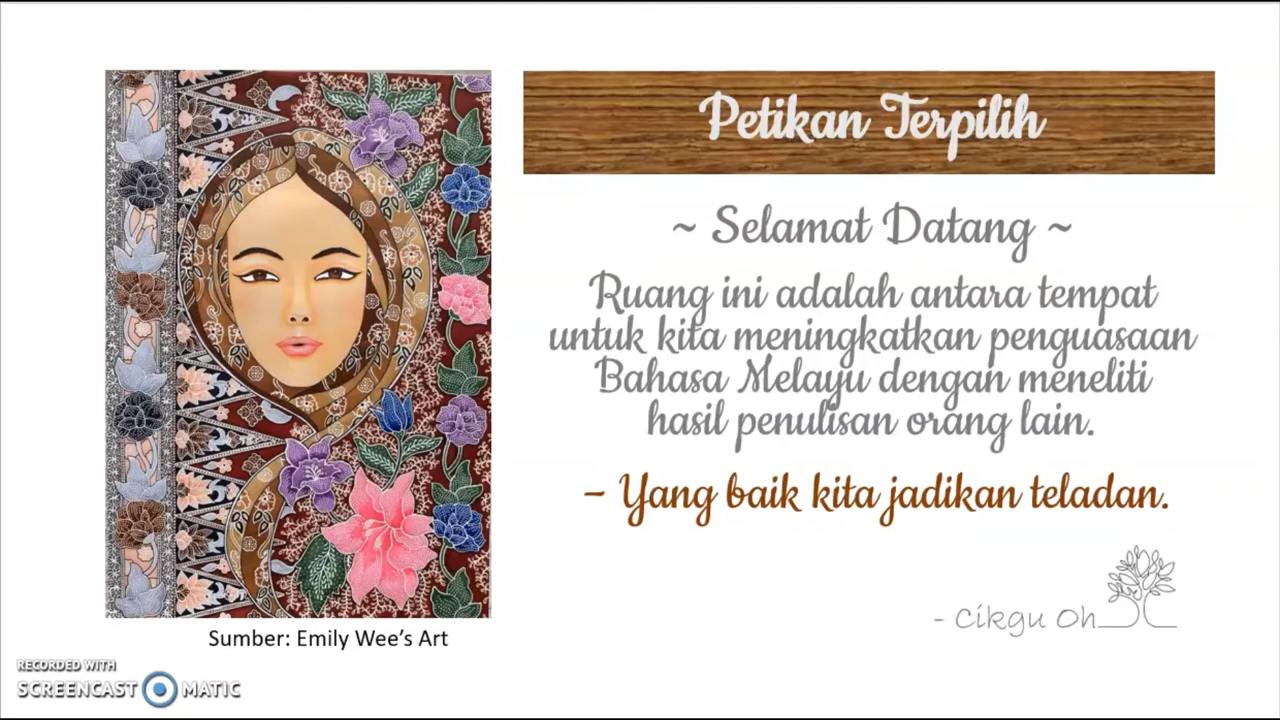 Petikan Terpilih
~ Selamat Datang ~
Ruang ini adalah antara tempat
untuk kita meningkatkan penguasaan
Bahasa Melayu dengan meneliti
hasil penulisan orang lain.
- Yang baik kita jadikan teladan.
- Cikgu Oh
Sumber: Emily Wee's Art
RECORDED WITH
SCREENCAST MATIC